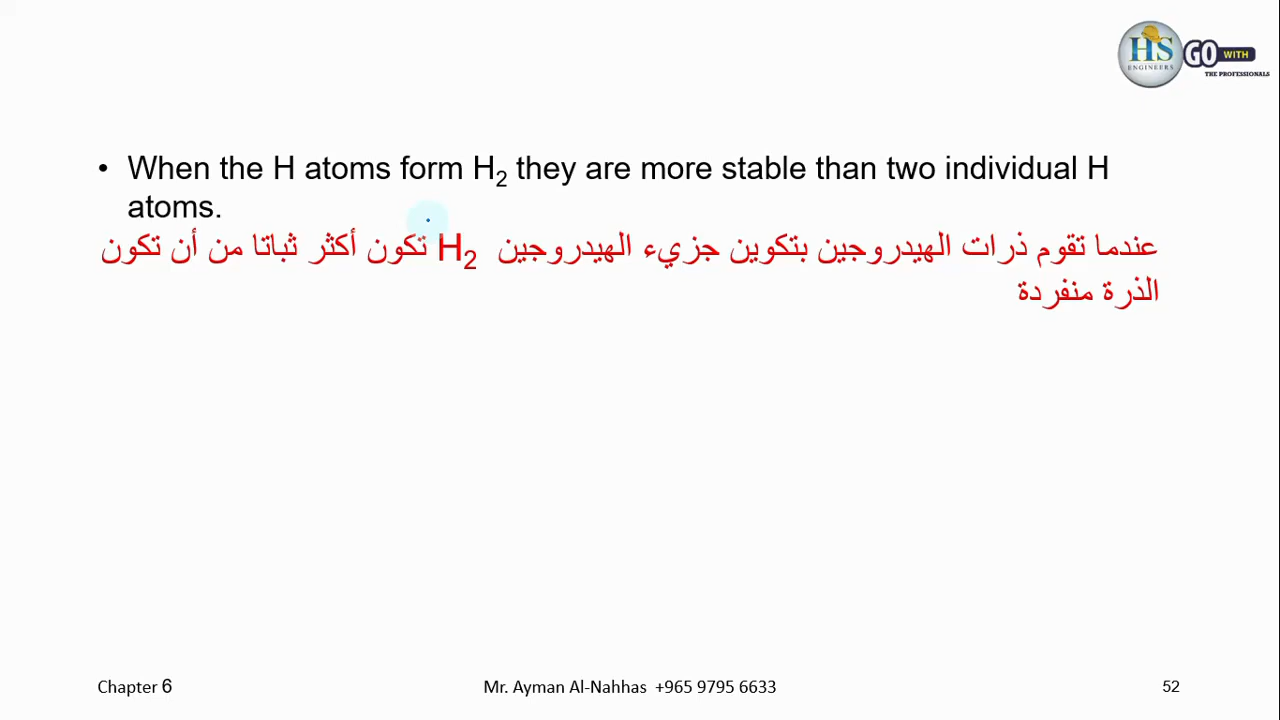 HS
ENGINEERS
GO WITH
THE PROFESSIONALS
• When the H atoms form H₂ they are more stable than two individual H
atoms.
عندما تقوم ذرات الهيدروجين بتكوين جزيء الهيدروجين H₂ تكون أكثر ثباتا من أن تكون
الذرة منفردة
Chapter 6
Mr. Ayman Al-Nahhas +965 9795 6633
52